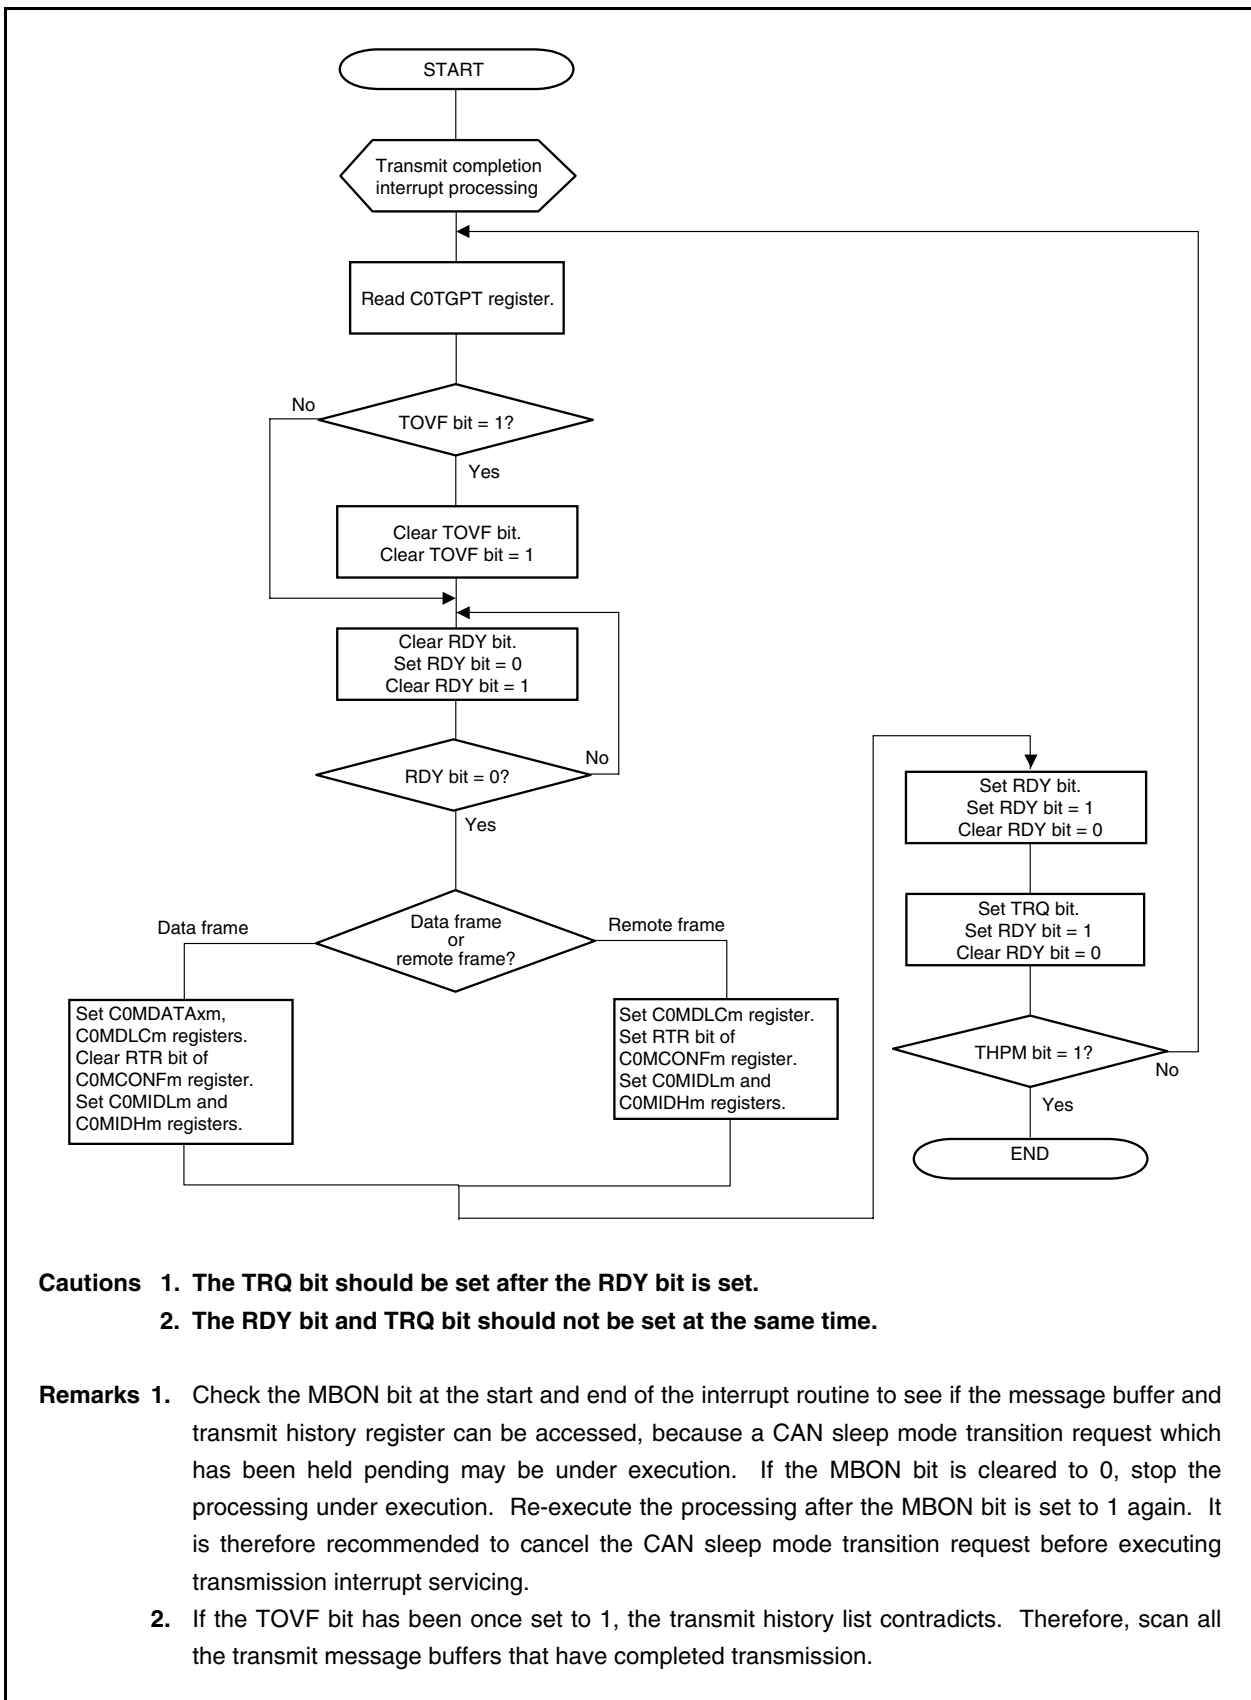 START
Transmit completion
interrupt processing
Read C0TGPT register.
No
TOVF bit = 1?
Yes
Clear TOVF bit.
Clear TOVF bit = 1
Clear RDY bit.
Set RDY bit = 0
Clear RDY bit = 1
RDY bit = 0?
No
Yes
Data frame
Data frame
or
remote frame?
Remote frame
Set C0MDATAxm,
C0MDLCm registers.
Clear RTR bit of
C0MCONFm register.
Set C0MIDLm and
C0MIDHm registers.
Set C0MDLCm register.
Set RTR bit of
C0MCONFm register.
Set C0MIDLm and
C0MIDHm registers.
Set RDY bit.
Set RDY bit = 1
Clear RDY bit = 0
Set TRQ bit.
Set RDY bit = 1
Clear RDY bit = 0
THPM bit = 1?
No
Yes
END
Cautions 1. The TRQ bit should be set after the RDY bit is set.
2. The RDY bit and TRQ bit should not be set at the same time.
Remarks 1. Check the MBON bit at the start and end of the interrupt routine to see if the message buffer and
transmit history register can be accessed, because a CAN sleep mode transition request which
has been held pending may be under execution. If the MBON bit is cleared to 0, stop the
processing under execution. Re-execute the processing after the MBON bit is set to 1 again. It
is therefore recommended to cancel the CAN sleep mode transition request before executing
transmission interrupt servicing.
2. If the TOVF bit has been once set to 1, the transmit history list contradicts. Therefore, scan all
the transmit message buffers that have completed transmission.